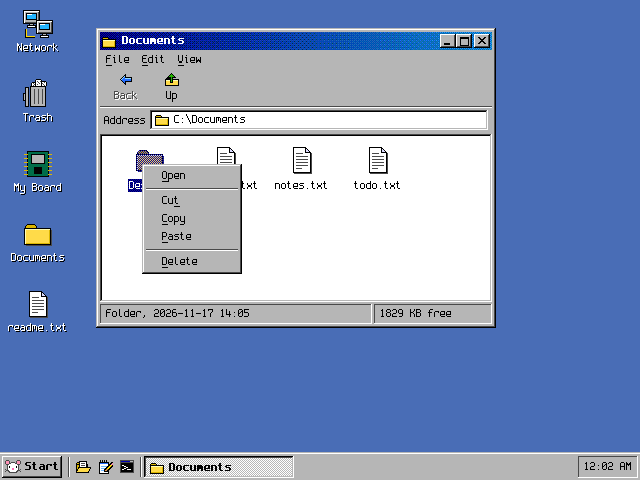 Network
Trash
My Board
Documents
readme.txt
Documents
File Edit View
Back Up
Address C:\Documents
.txt notes.txt todo.txt
Open
Cut
Copy
Paste
Delete
Folder, 2026-11-17 14:05 1829 KB free
Start Documents 12:02 AM